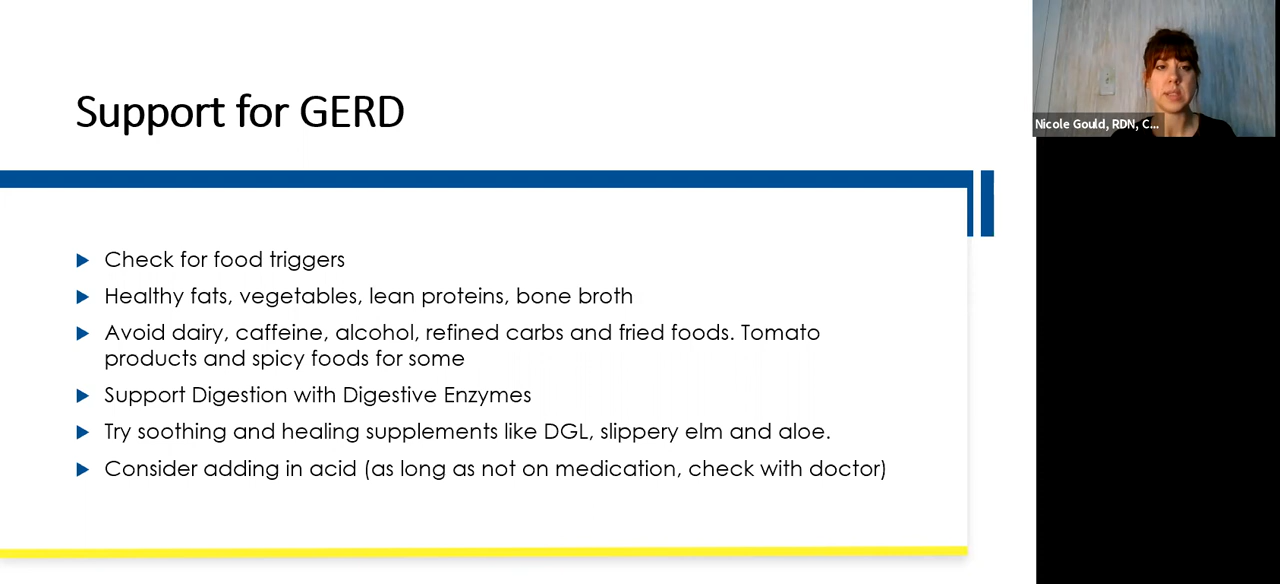 Support for GERD
Check for food triggers
Healthy fats, vegetables, lean proteins, bone broth
Avoid dairy, caffeine, alcohol, refined carbs and fried foods. Tomato
products and spicy foods for some
Support Digestion with Digestive Enzymes
Try soothing and healing supplements like DGL, slippery elm and aloe.
Consider adding in acid (as long as not on medication, check with doctor)
Nicole Gould, RDN, C...